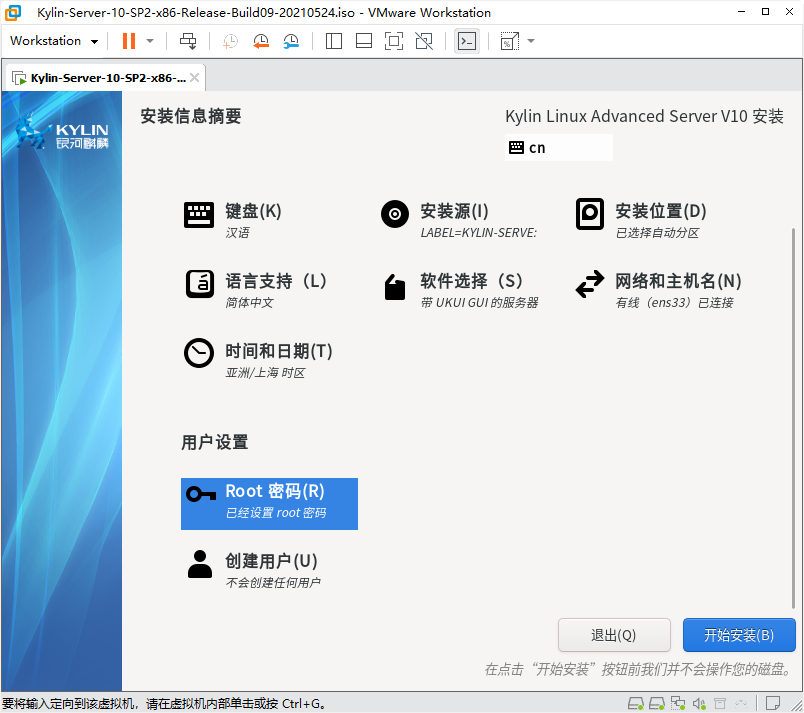 Kylin-Server-10-SP2-x86-Release-Build09-20210524.iso - VMware Workstation
Workstation
Kylin-Server-10-SP2-x86-...
KYLIN
银河麒麟
安装信息摘要
Kylin Linux Advanced Server V10 安装
cn
键盘(K)
汉语
安装源(I)
LABEL=KYLIN-SERVE:
安装位置(D)
已选择自动分区
语言支持（L）
简体中文
软件选择（S）
带 UKUI GUI 的服务器
网络和主机名(N)
有线（ens33）已连接
时间和日期(T)
亚洲/上海 时区
用户设置
Root 密码(R)
已经设置 root 密码
创建用户(U)
不会创建任何用户
退出(Q)
开始安装(B)
在点击“开始安装”按钮前我们并不会操作您的磁盘。
要将输入定向到该虚拟机，请在虚拟机内部单击或按 Ctrl+G。